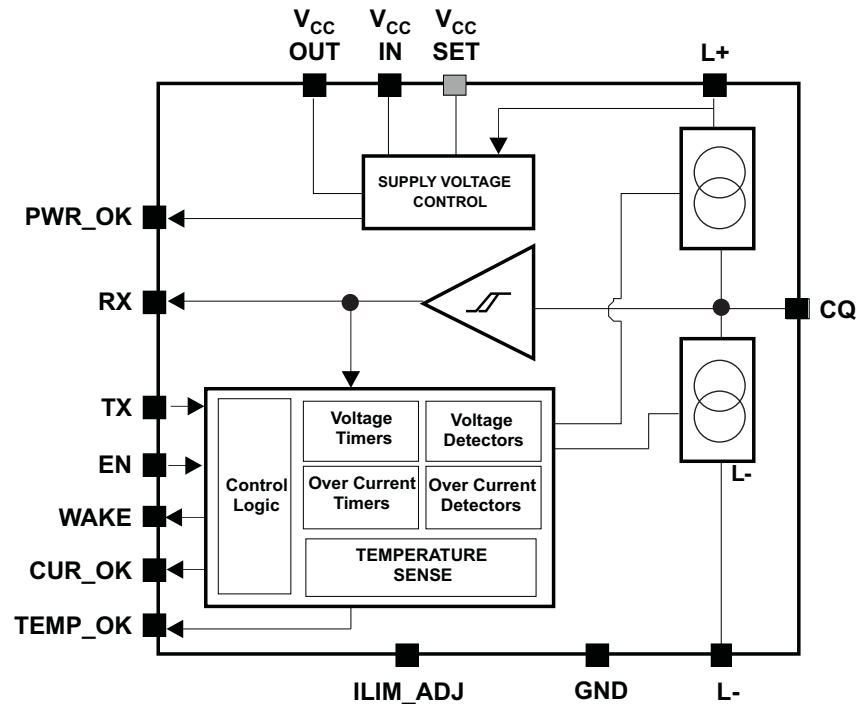 VCC OUT
VCC IN
VCC SET
L+
SUPPLY VOLTAGE
CONTROL
PWR_OK
RX
CQ
TX
EN
WAKE
CUR_OK
TEMP_OK
Control
Logic
Voltage
Timers
Voltage
Detectors
Over Current
Timers
Over Current
Detectors
TEMPERATURE
SENSE
L-
ILIM_ADJ
GND
L-